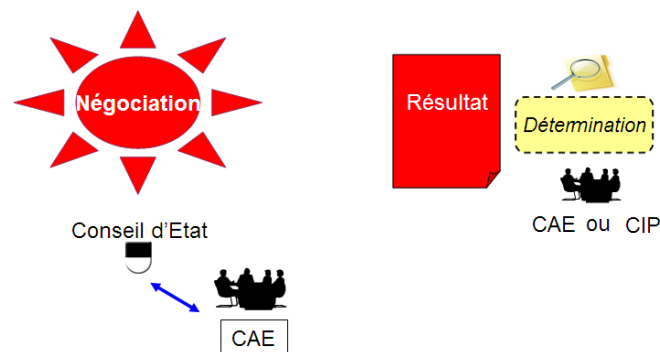 Négociation
Résultat
Détermination
CAE ou CIP
Conseil d'Etat
CAE